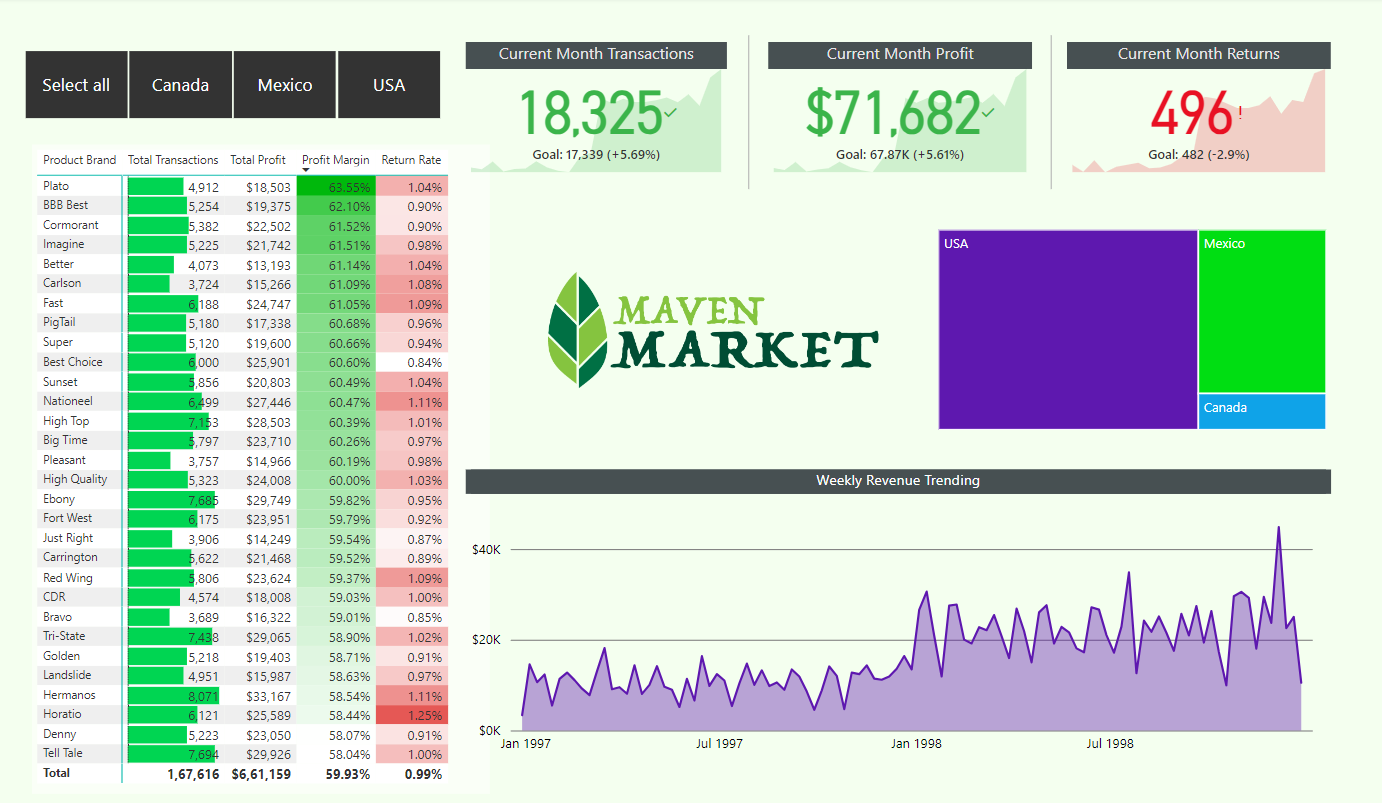 Select all Canada Mexico USA
Current Month Transactions
18,325
Goal: 17,339 (+5.69%)
Current Month Profit
$71,682
Goal: 67.87K (+5.61%)
Current Month Returns
496!
Goal: 482 (-2.9%)
Product Brand Total Transactions Total Profit Profit Margin Return Rate
Plato 4,912 $18,503 63.55% 1.04%
BBB Best 5,254 $19,375 62.10% 0.90%
Cormorant 5,382 $22,502 61.52% 0.90%
Imagine 5,225 $21,742 61.51% 0.98%
Better 4,073 $13,193 61.14% 1.04%
Carlson 3,724 $15,266 61.09% 1.08%
Fast 6,188 $24,747 61.05% 1.09%
PigTail 5,180 $17,338 60.68% 0.96%
Super 5,120 $19,600 60.66% 0.94%
Best Choice 6,000 $25,901 60.60% 0.84%
Sunset 5,856 $20,803 60.49% 1.04%
Nationeel 6,499 $27,446 60.47% 1.11%
High Top 7,153 $28,503 60.39% 1.01%
Big Time 5,797 $23,710 60.26% 0.97%
Pleasant 3,757 $14,966 60.19% 0.98%
High Quality 5,323 $24,008 60.00% 1.03%
Ebony 7,685 $29,749 59.82% 0.95%
Fort West 6,175 $23,951 59.79% 0.92%
Just Right 3,906 $14,249 59.54% 0.87%
Carrington 5,622 $21,468 59.52% 0.89%
Red Wing 5,806 $23,624 59.37% 1.09%
CDR 4,574 $18,008 59.03% 1.00%
Bravo 3,689 $16,322 59.01% 0.85%
Tri-State 7,438 $29,065 58.90% 1.02%
Golden 5,218 $19,403 58.71% 0.91%
Landslide 4,951 $15,987 58.63% 0.97%
Hermanos 8,071 $33,167 58.54% 1.11%
Horatio 6,121 $25,589 58.44% 1.25%
Denny 5,223 $23,050 58.07% 0.91%
Tell Tale 7,694 $29,926 58.04% 1.00%
Total 1,67,616 $6,61,159 59.93% 0.99%
MAVEN
MARKET
USA
Mexico
Canada
Weekly Revenue Trending
$40K
$20K
$0K
Jan 1997 Jul 1997 Jan 1998 Jul 1998